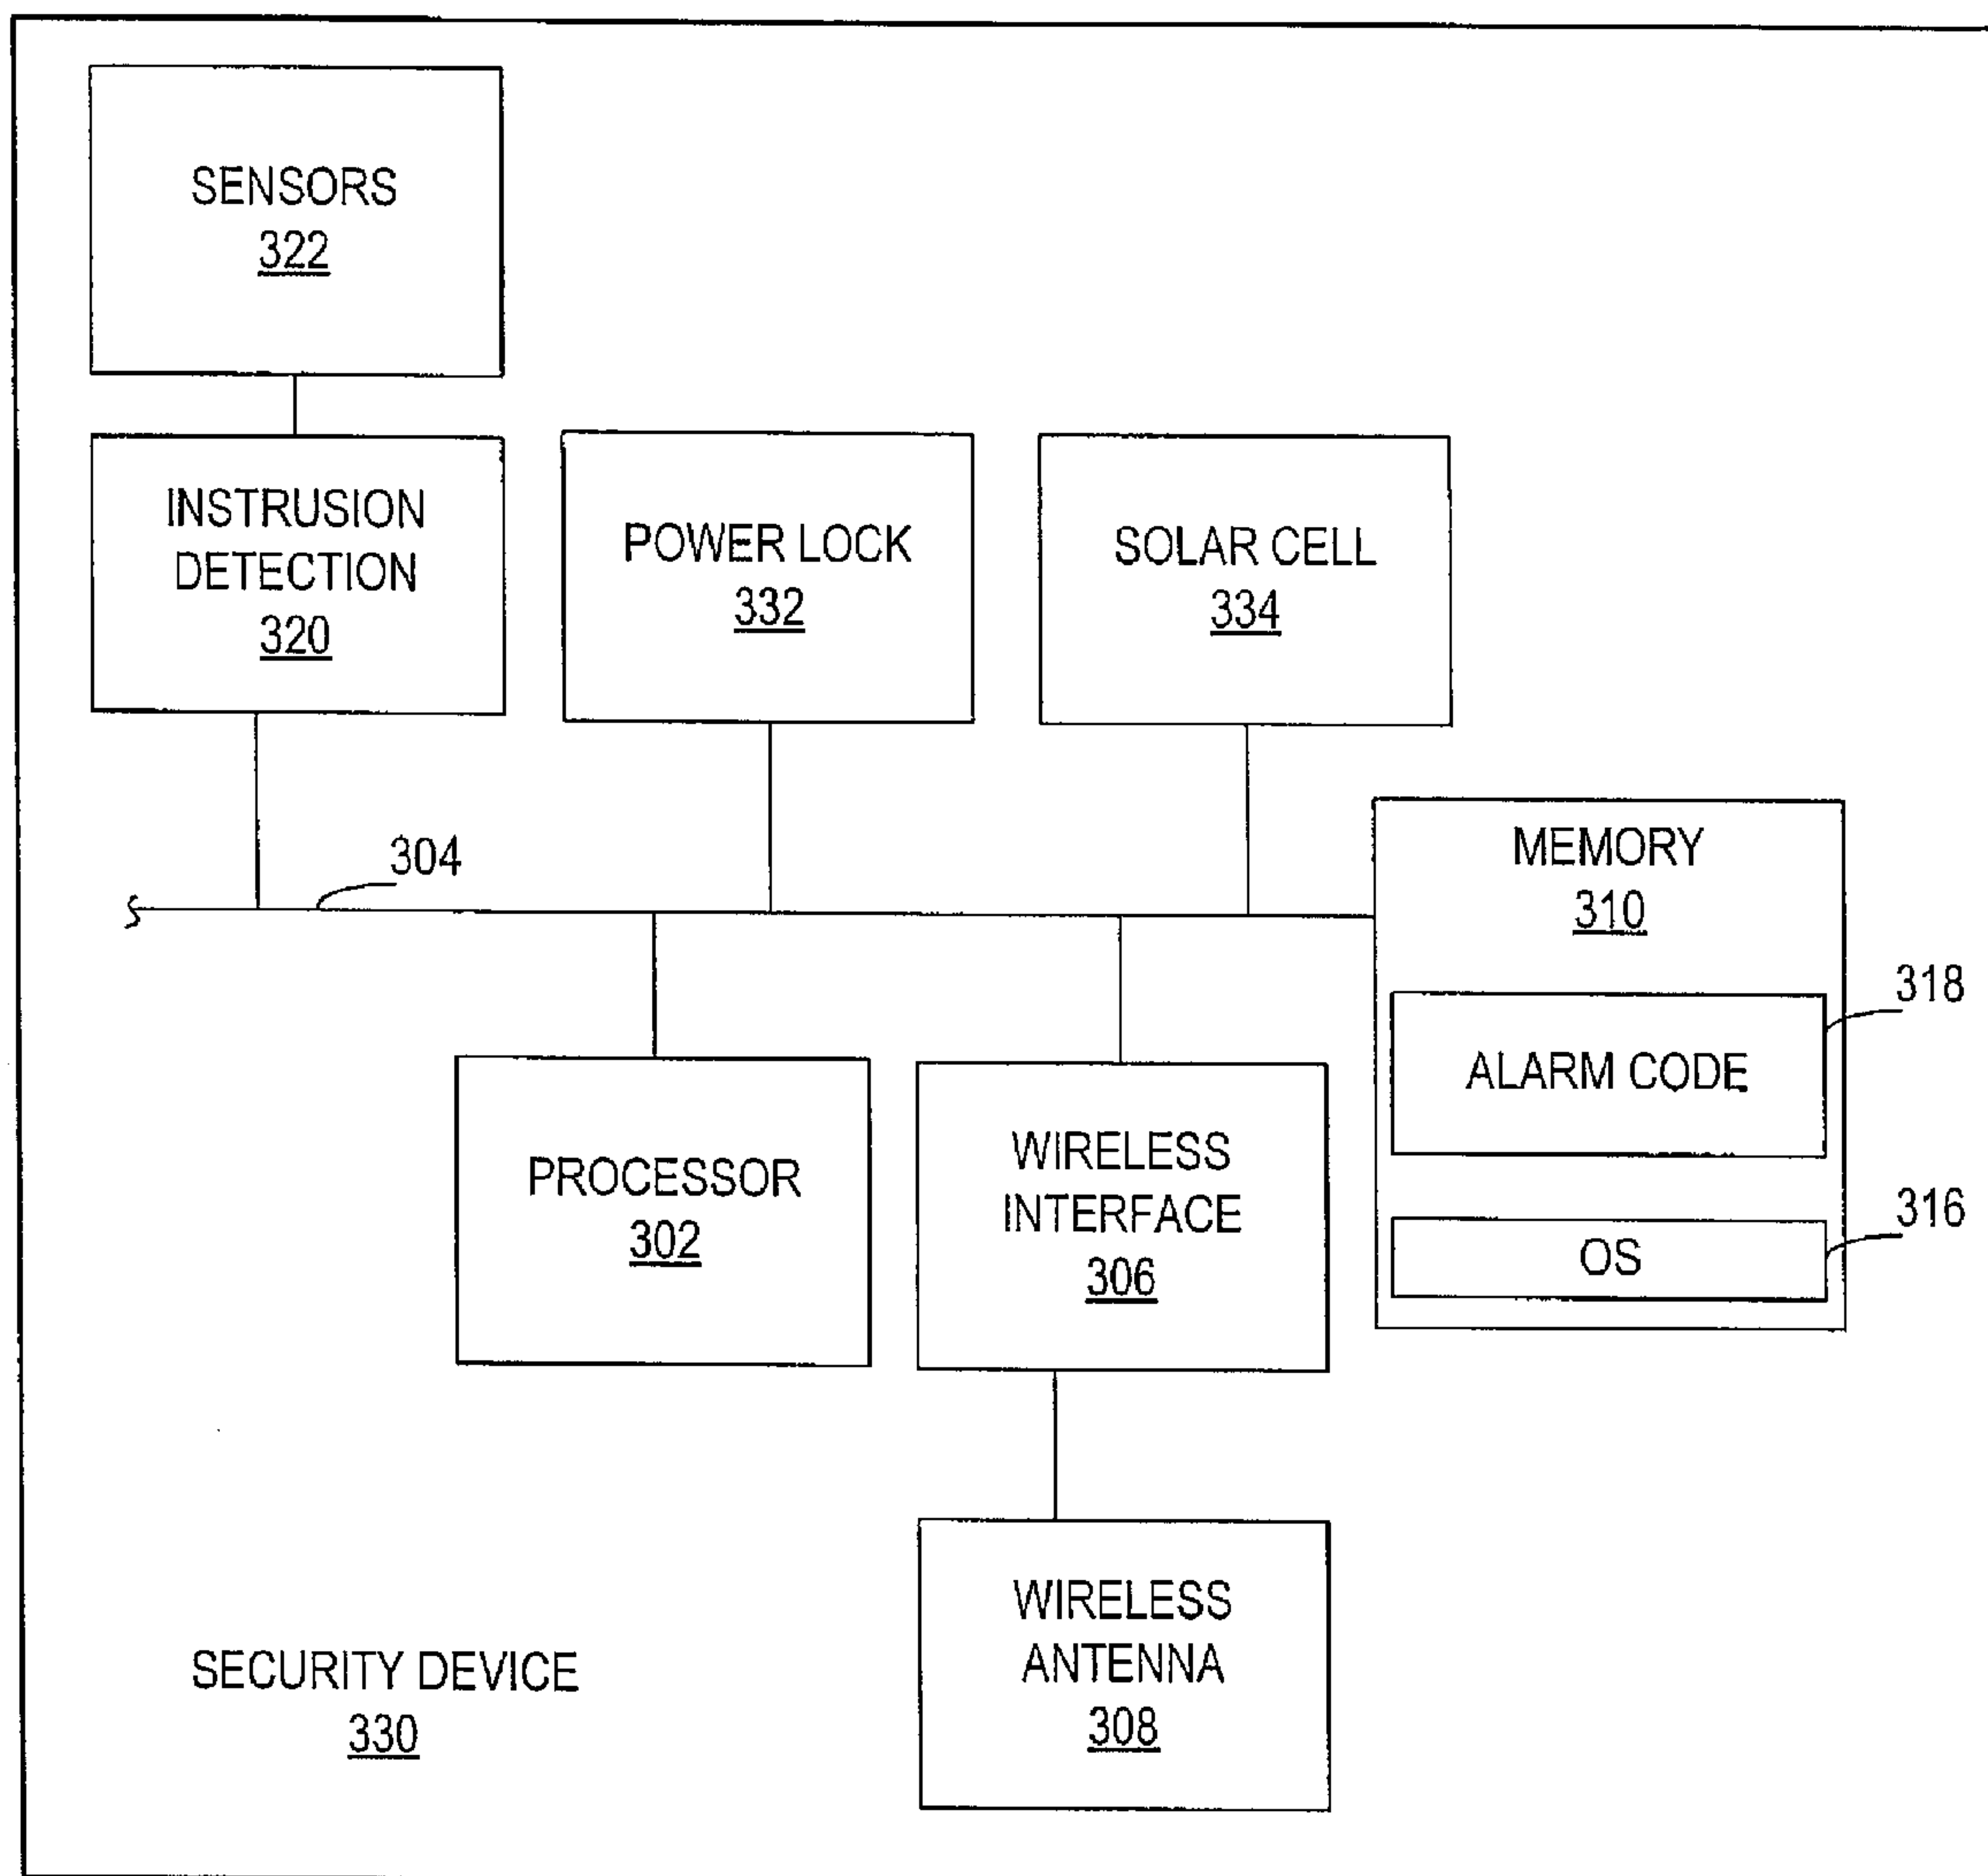 SENSORS
322
INSTRUSION
DETECTION
320
POWER LOCK
332
SOLAR CELL
334
304
MEMORY
310
318
ALARM CODE
316
OS
PROCESSOR
302
WIRELESS
INTERFACE
306
WIRELESS
ANTENNA
308
SECURITY DEVICE
330